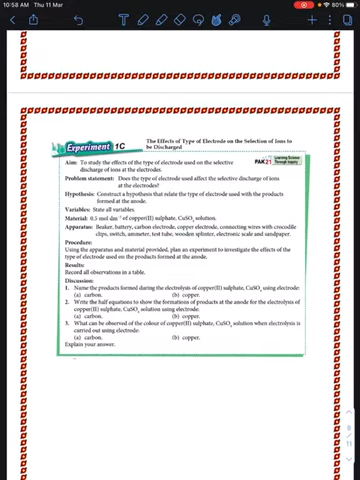 10:58 AM Thu 11 Mar
80%
Experiment 1C
The Effects of Type of Electrode on the Selection of Ions to
be Discharged
Aim: To study the effects of the type of electrode used on the selective
discharge of ions at the electrodes.
PAK21 Learning Science Through Inquiry
Problem statement: Does the type of electrode used affect the selective discharge of ions
at the electrodes?
Hypothesis: Construct a hypothesis that relate the type of electrode used with the products
formed at the anode.
Variables: State all variables.
Material: 0.5 mol dm⁻³ of copper(II) sulphate, CuSO₄ solution.
Apparatus: Beaker, battery, carbon electrode, copper electrode, connecting wires with crocodile
clips, switch, ammeter, test tube, wooden splinter, electronic scale and sandpaper.
Procedure:
Using the apparatus and material provided, plan an experiment to investigate the effects of the
type of electrode used on the products formed at the anode.
Results:
Record all observations in a table.
Discussion:
1. Name the products formed during the electrolysis of copper(II) sulphate, CuSO₄ using electrode:
(a) carbon. (b) copper.
2. Write the half equations to show the formations of products at the anode for the electrolysis of
copper(II) sulphate, CuSO₄ solution using electrode:
(a) carbon. (b) copper.
3. What can be observed of the colour of copper(II) sulphate, CuSO₄ solution when electrolysis is
carried out using electrode:
(a) carbon. (b) copper.
Explain your answer.
8
11